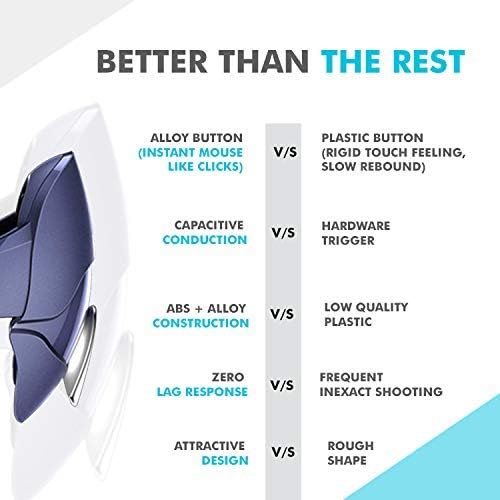 BETTER THAN THE REST
ALLOY BUTTON
(INSTANT MOUSE
LIKE CLICKS)
V/S
PLASTIC BUTTON
(RIGID TOUCH FEELING,
SLOW REBOUND)
CAPACITIVE
CONDUCTION
V/S
HARDWARE
TRIGGER
ABS + ALLOY
CONSTRUCTION
V/S
LOW QUALITY
PLASTIC
ZERO
LAG RESPONSE
V/S
FREQUENT
INEXACT SHOOTING
ATTRACTIVE
DESIGN
V/S
ROUGH
SHAPE